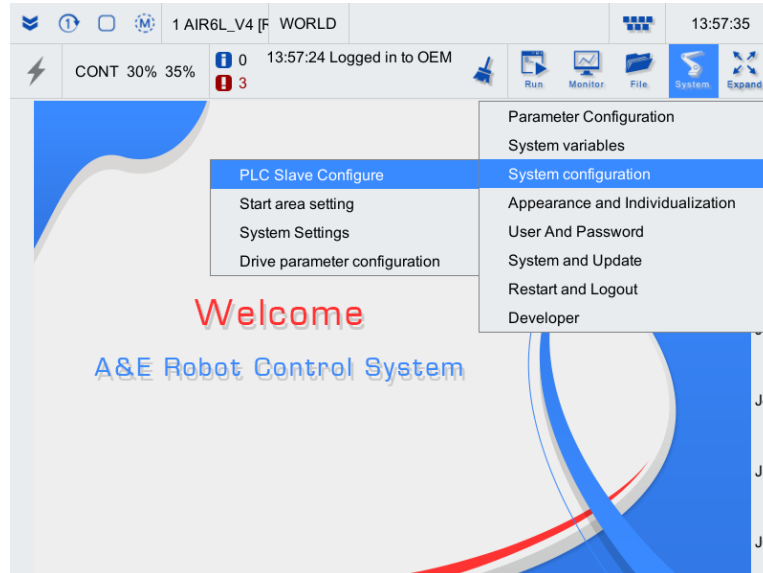 1 AIR6L_V4 [F WORLD 13:57:35
CONT 30% 35% 0 13:57:24 Logged in to OEM
3
Run Monitor File System Expand
Parameter Configuration
System variables
PLC Slave Configure System configuration
Start area setting Appearance and Individualization
System Settings User And Password
Drive parameter configuration System and Update
Restart and Logout
Developer
Welcome
A&E Robot Control System
J
J
J